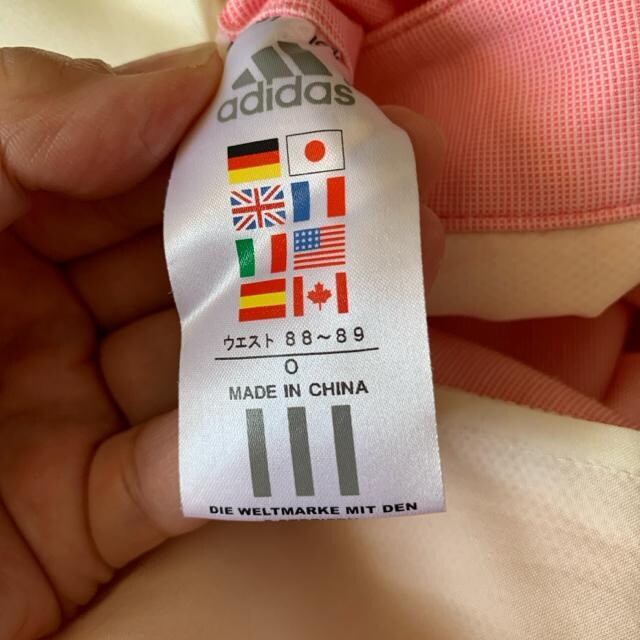 adidas
ウエスト 88〜89
O
MADE IN CHINA
DIE WELTMARKE MIT DEN